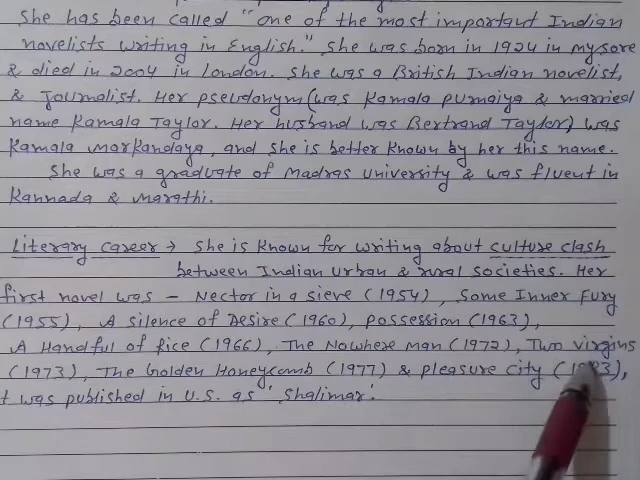 She has been called "one of the most important Indian
novelists writing in English." She was born in 1924 in mysore
& died in 2004 in London. She was a British Indian novelist,
& Journalist. Her pseudonym (was Kamala purnaiya & married
name Kamala Taylor. Her husband was Bertrand Taylor) was
Kamala Markandaya, and she is better known by her this name.
She was a graduate of Madras university & was fluent in
Kannada & Marathi.
Literary career → She is known for writing about culture clash
between Indian urban & rural societies. Her
first novel was - Nector in a sieve (1954), Some Inner Fury
(1955), A Silence of Desire (1960), Possession (1963),
A Handful of Rice (1966), The Nowhere Man (1972), Two virgins
(1973), The Golden Honeycomb (1977) & pleasure city
t was published in U.S. as 'Shalimar'.